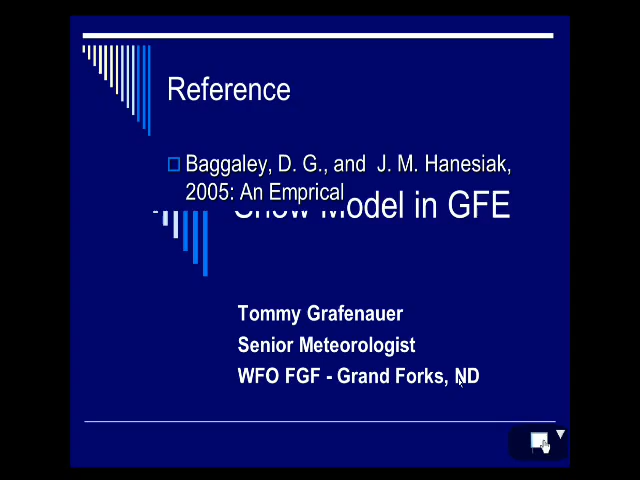 Reference
Baggaley, D. G., and J. M. Hanesiak,
2005: An Emprical
Model in GFE
Tommy Grafenauer
Senior Meteorologist
WFO FGF - Grand Forks, ND